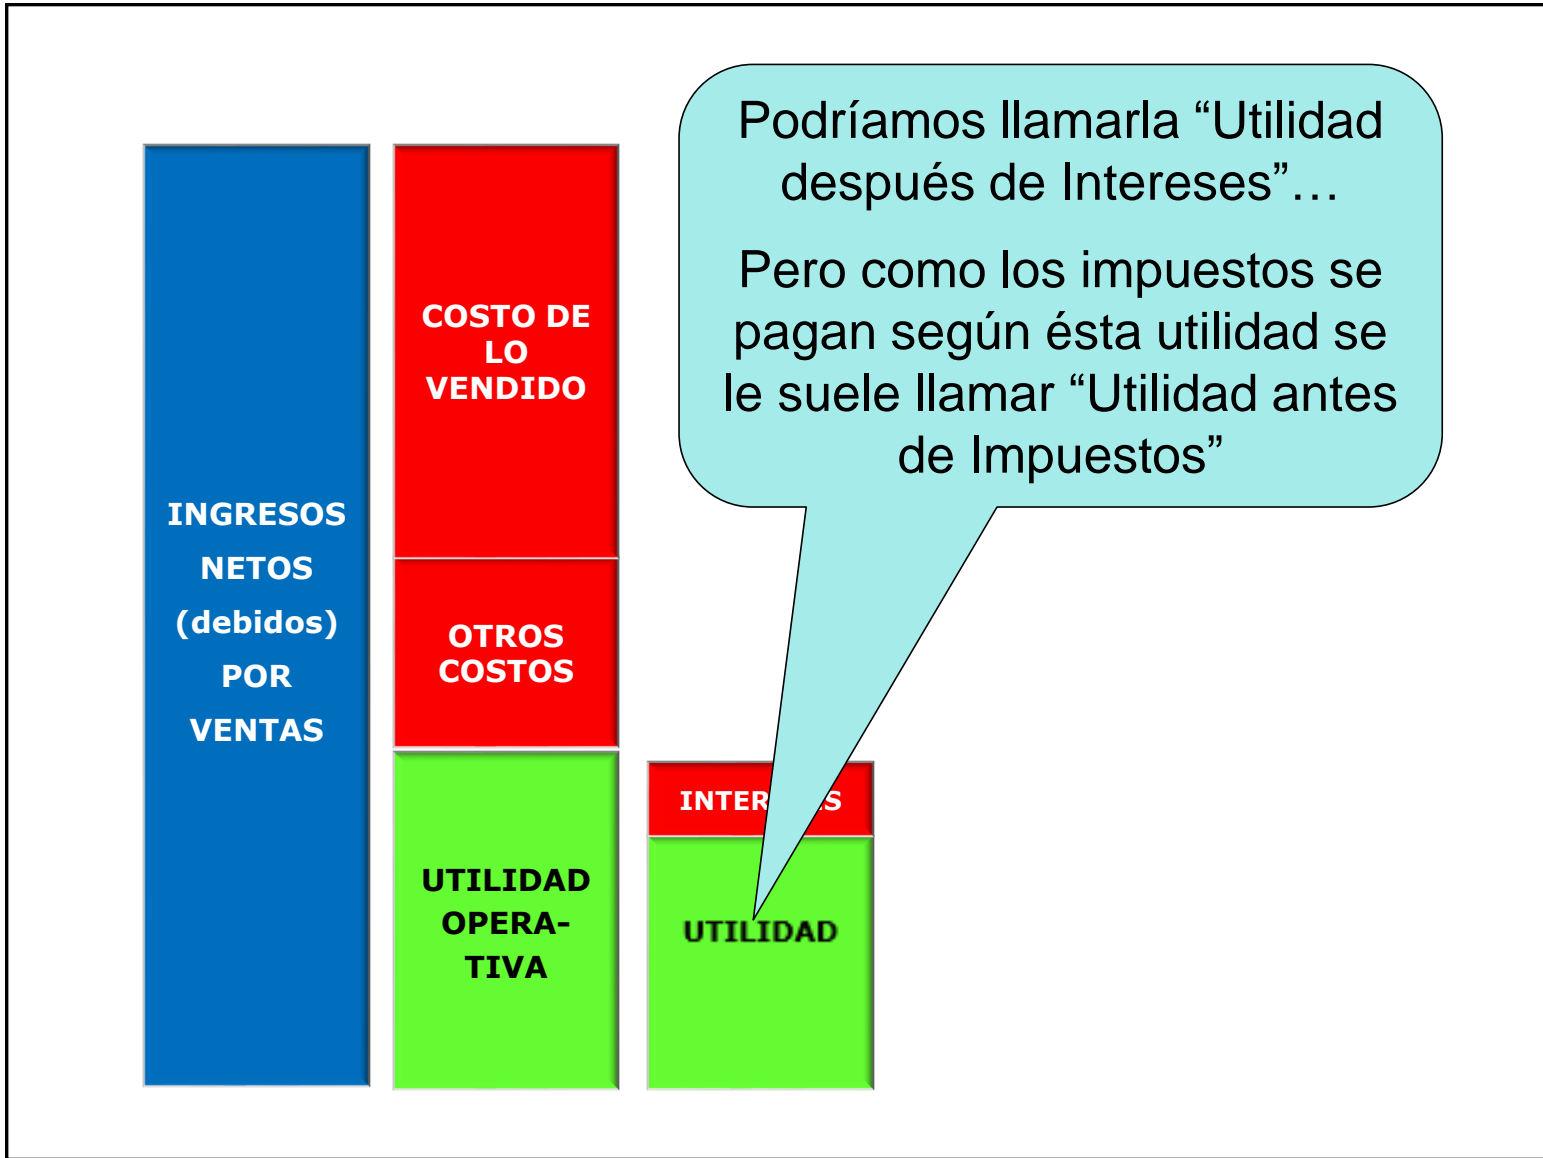 Podríamos llamarla “Utilidad
después de Intereses”…
Pero como los impuestos se
pagan según ésta utilidad se
le suele llamar “Utilidad antes
de Impuestos”
INGRESOS
NETOS
(debidos)
POR
VENTAS
COSTO DE
LO
VENDIDO
OTROS
COSTOS
UTILIDAD
OPERA-
TIVA
UTILIDAD